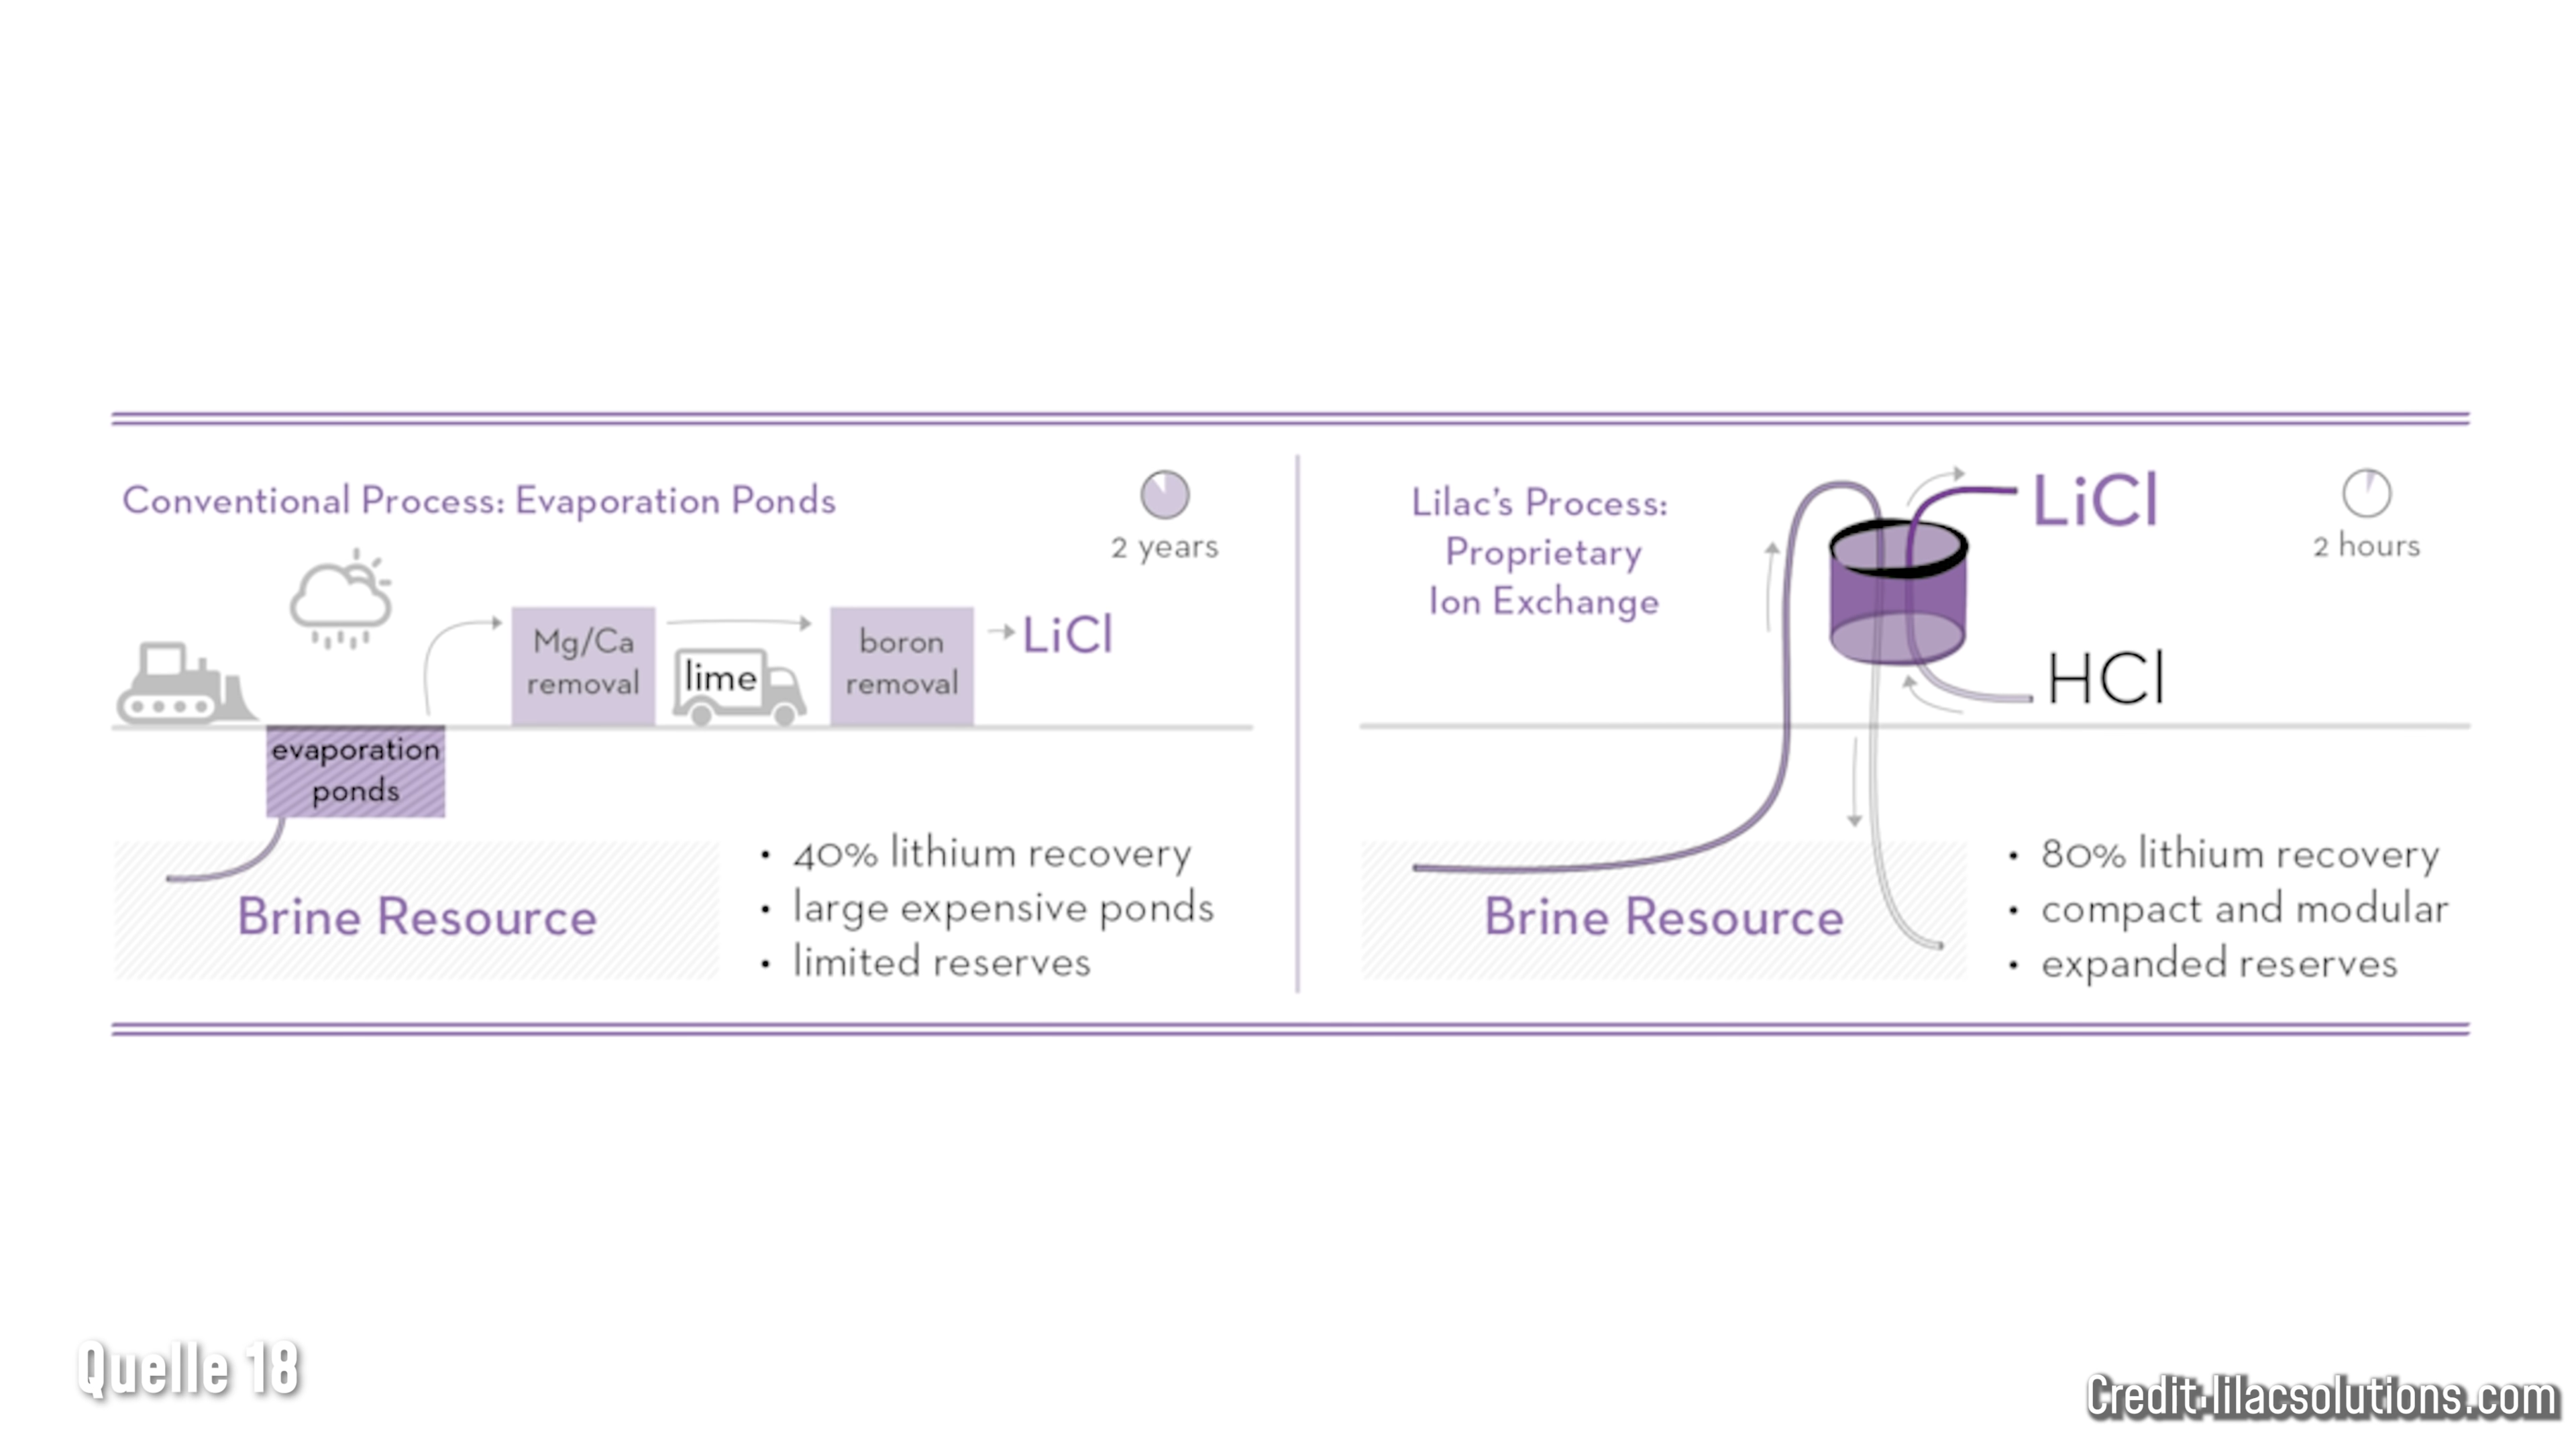 Conventional Process: Evaporation Ponds
2 years
Mg/Ca
removal
lime
boron
removal
LiCl
evaporation
ponds
Brine Resource
• 40% lithium recovery
• large expensive ponds
• limited reserves
Lilac's Process:
Proprietary
Ion Exchange
LiCl
2 hours
HCl
Brine Resource
• 80% lithium recovery
• compact and modular
• expanded reserves
Quelle 18
Credit:lilacsolutions.com